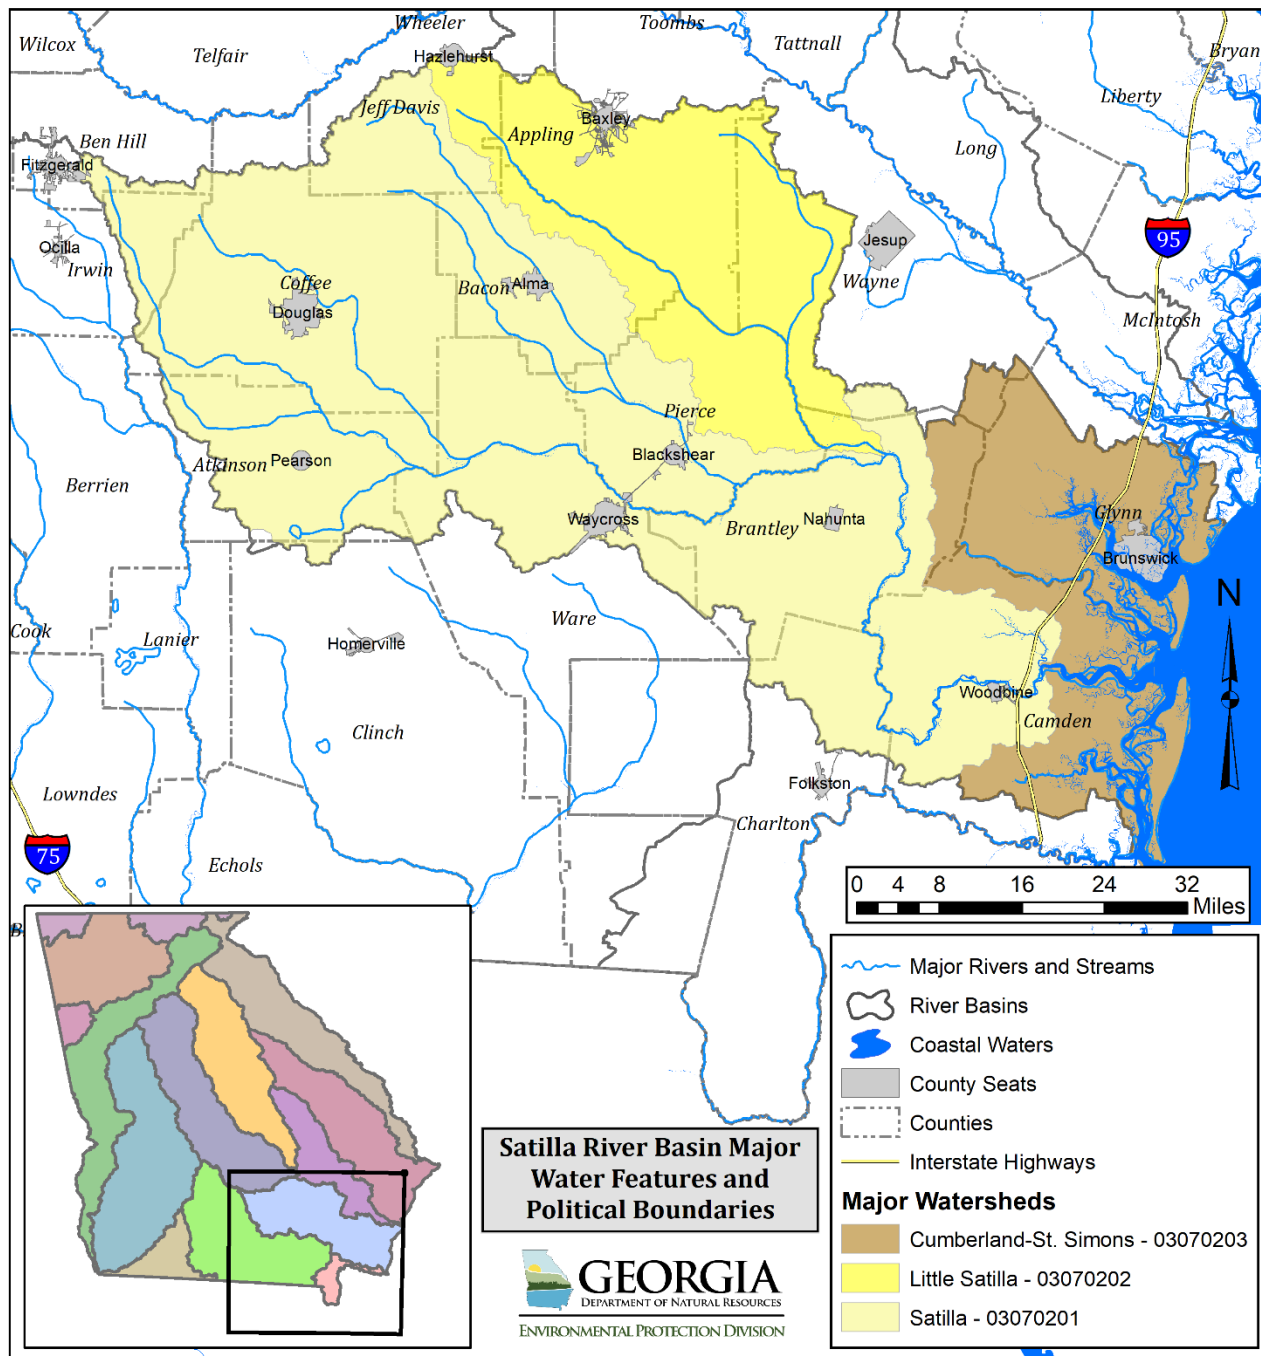 Wheeler
Toombs
Wilcox
Telfair
Hazlehurst
Tattnall
Bryan
Liberty
Jeff Davis
Baxley
Appling
Ben Hill
Long
Fitzgerald
Ocilla
Irwin
Jesup
95
Coffee
Bacon
Alma
Wayne
Douglas
McIntosh
Pierce
Atkinson
Pearson
Blackshear
Berrien
Waycross
Brantley
Nahunta
Glynn
Brunswick
N
Cook
Lanier
Homerville
Ware
Woodbine
Camden
Clinch
Folkston
Lowndes
Charlton
75
Echols
0 4 8 16 24 32
Miles
B
Major Rivers and Streams
River Basins
Coastal Waters
County Seats
Counties
Interstate Highways
Major Watersheds
Cumberland-St. Simons - 03070203
Little Satilla - 03070202
Satilla - 03070201
Satilla River Basin Major
Water Features and
Political Boundaries
GEORGIA
DEPARTMENT OF NATURAL RESOURCES
ENVIRONMENTAL PROTECTION DIVISION